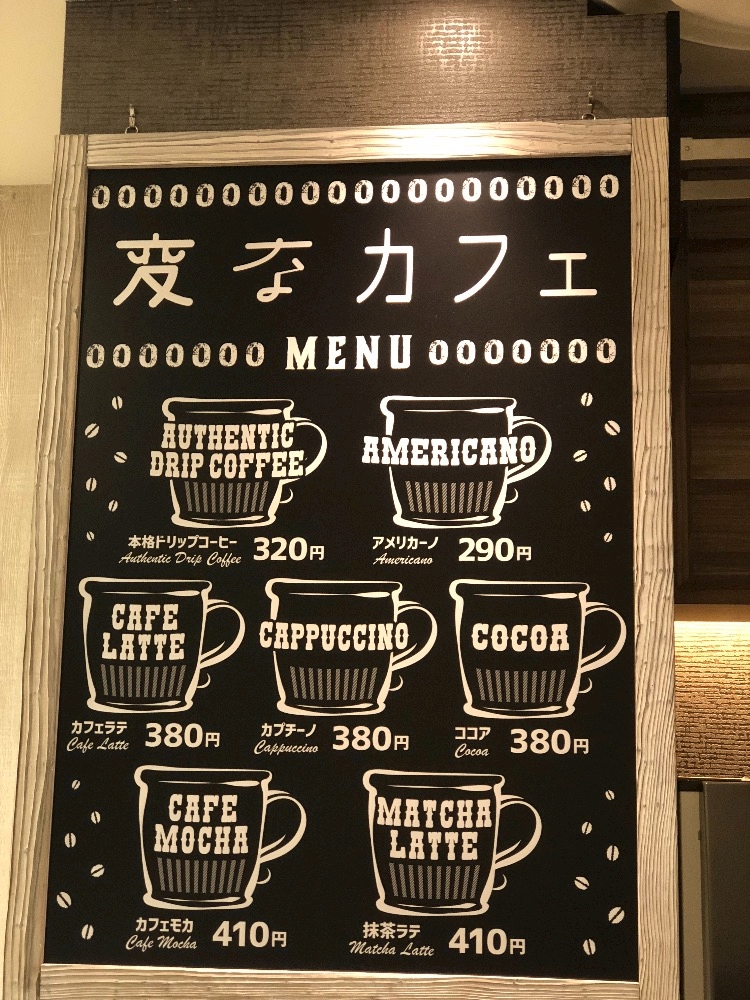 変なカフェ
MENU
AUTHENTIC
DRIP COFFEE
本格ドリップコーヒー
Authentic Drip Coffee
320円
AMERICANO
アメリカーノ
Americano
290円
CAFE
LATTE
カフェラテ
Cafe Latte
380円
CAPPUCCINO
カプチーノ
Cappuccino
380円
COCOA
ココア
Cocoa
380円
CAFE
MOCHA
カフェモカ
Cafe Mocha
410円
MATCHA
LATTE
抹茶ラテ
Matcha Latte
410円